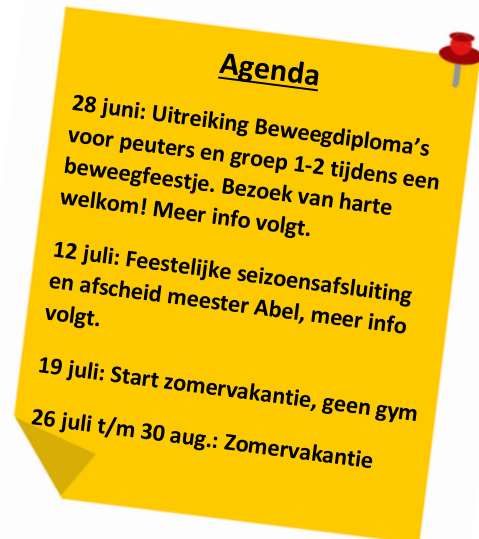 Agenda
28 juni: Uitreiking Beweegdiploma’s
voor peuters en groep 1-2 tijdens een
beweegfeestje. Bezoek van harte
welkom! Meer info volgt.
12 juli: Feestelijke seizoensafsluiting
en afscheid meester Abel, meer info
volgt.
19 juli: Start zomervakantie, geen gym
26 juli t/m 30 aug.: Zomervakantie